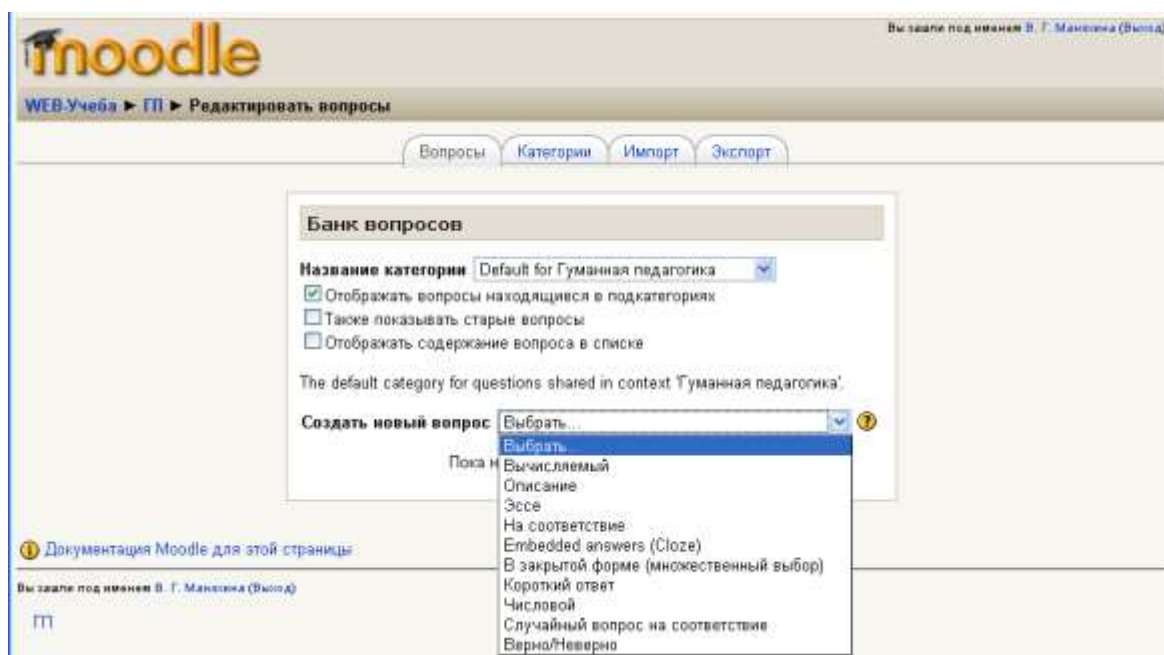 Вы зашли под именем В. Г. (Выход)
moodle
WEB-Учеба ► ГП ► Редактировать вопросы
Вопросы Категории Импорт Экспорт
Банк вопросов
Название категории Default for Гуманная педагогика
Отображать вопросы находящиеся в подкатегориях
Также показывать старые вопросы
Отображать содержание вопроса в списке
The default category for questions shared in context 'Гуманная педагогика'.
Создать новый вопрос Выбрать...
Выбрать...
Пока
Вычисляемый
Описание
Эссе
На соответствие
Embedded answers (Cloze)
В закрытой форме (множественный выбор)
Короткий ответ
Числовой
Случайный вопрос на соответствие
Верно/Неверно
Документация Moodle для этой страницы
Вы зашли под именем В. Г. (Выход)
ГП